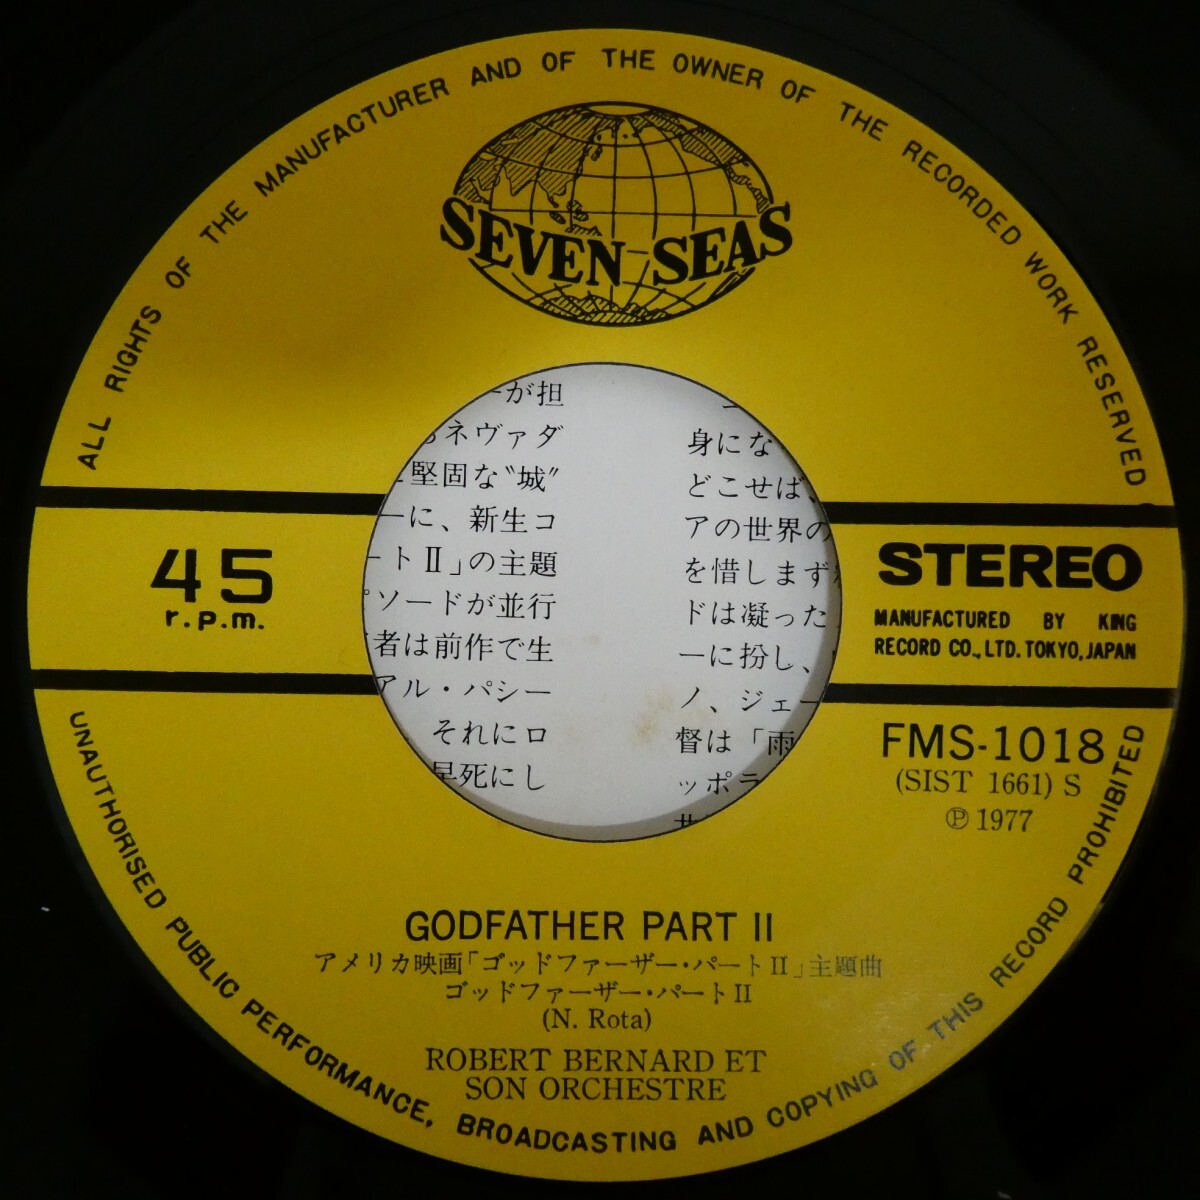 ALL RIGHTS OF THE MANUFACTURER AND OF THE OWNER OF THE RECORDED WORK RESERVED
SEVEN SEAS
45
r.p.m.
STEREO
MANUFACTURED BY KING
RECORD CO., LTD. TOKYO, JAPAN
FMS-1018
(SIST 1661) S
Ⓟ 1977
ーが担
ネヴァダ
堅固な〝城〟
ーに、新生コ
ートⅡ」の主題
ソードが並行
者は前作で生
アル・パシー
それにロ
早死にし
身にな
どこせば、
アの世界の
を惜しまず
ドは凝った
ーに扮し、
ノ、ジェー
督は「雨
ッポラ
GODFATHER PART II
アメリカ映画「ゴッドファーザー・パートⅡ」主題曲
ゴッドファーザー・パートⅡ
(N. Rota)
ROBERT BERNARD ET
SON ORCHESTRE
UNAUTHORISED PUBLIC PERFORMANCE, BROADCASTING AND COPYING OF THIS RECORD PROHIBITED